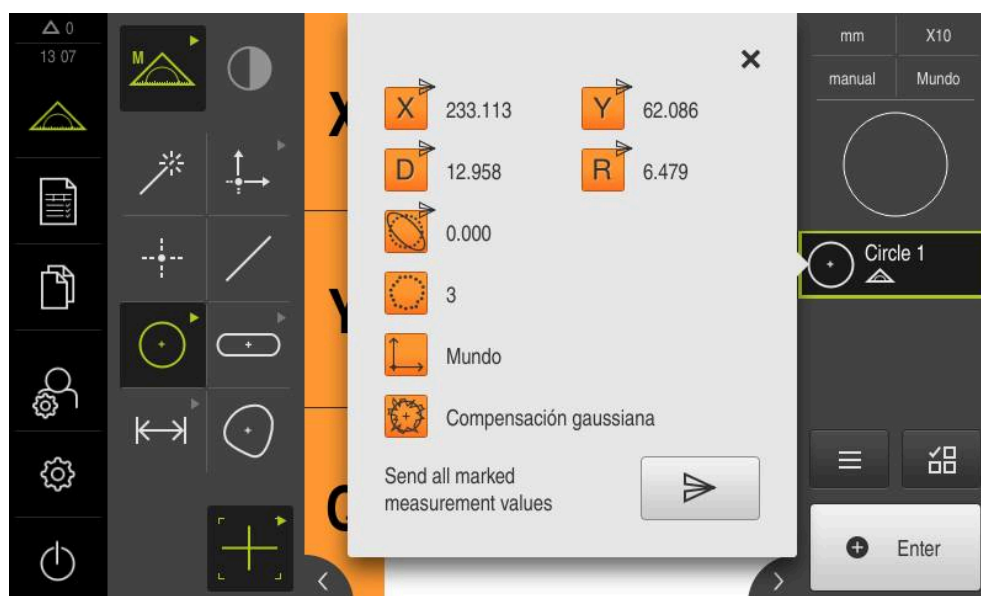 0
13 07
M
X
Y
X 233.113
Y 62.086
D 12.958
R 6.479
0.000
3
Mundo
Compensación gaussiana
Send all marked
measurement values
mm
X10
manual
Mundo
Circle 1
Enter